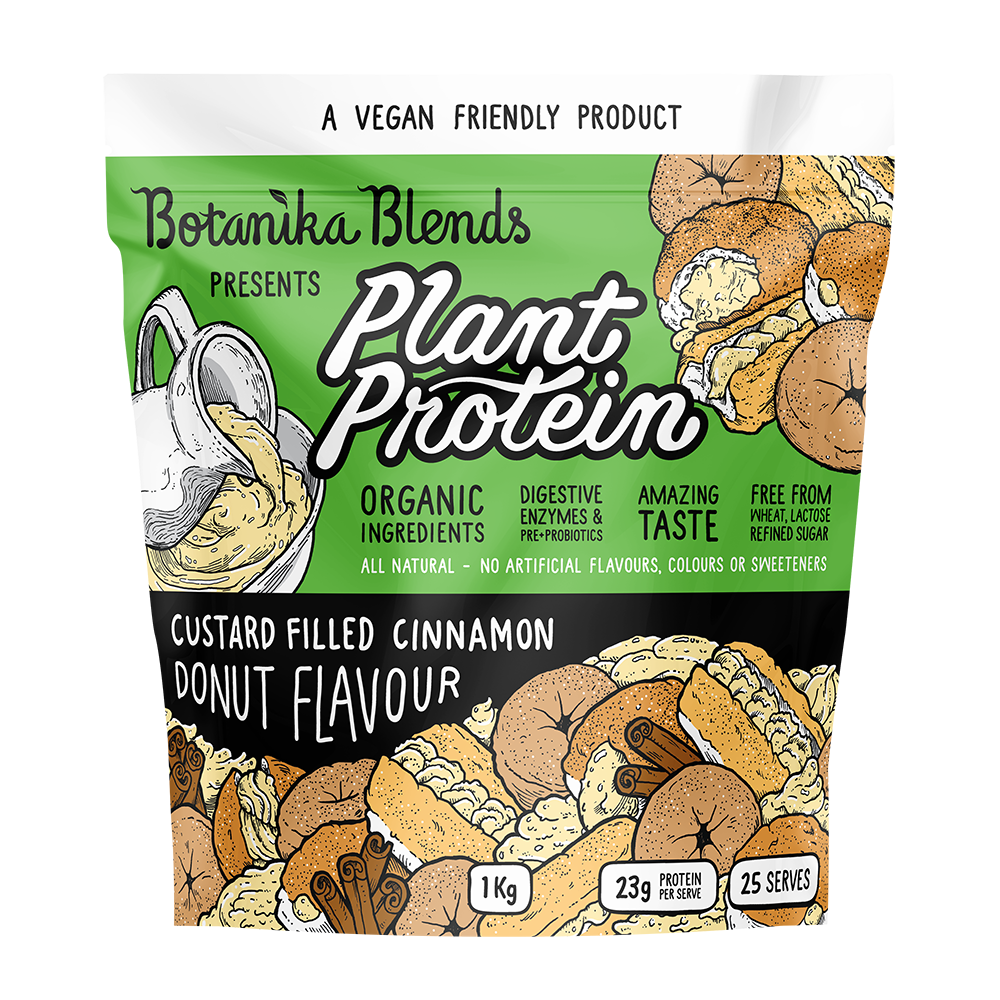 A VEGAN FRIENDLY PRODUCT
Botanika Blends
PRESENTS
Plant
Protein
ORGANIC
INGREDIENTS
DIGESTIVE
ENZYMES &
PRE+PROBIOTICS
AMAZING
TASTE
FREE FROM
WHEAT, LACTOSE
REFINED SUGAR
ALL NATURAL - NO ARTIFICIAL FLAVOURS, COLOURS OR SWEETENERS
CUSTARD FILLED CINNAMON
DONUT FLAVOUR
1Kg
23g PROTEIN
PER SERVE
25 SERVES